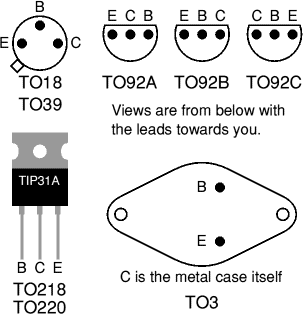 B
E C
TO18
TO39
E C B
TO92A
E B C
TO92B
C B E
TO92C
Views are from below with
the leads towards you.
TIP31A
B C E
TO218
TO220
B
E
C is the metal case itself
TO3